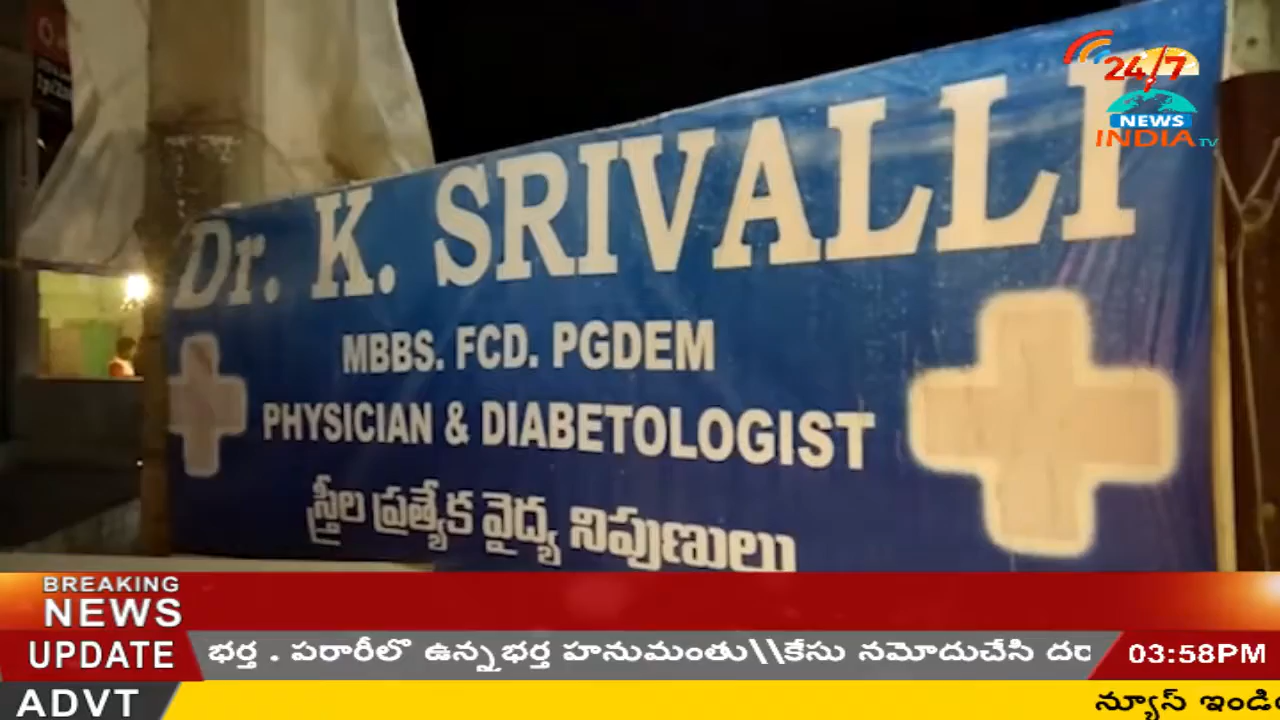 24/7
NEWS
INDIA TV
Dr. K. SRIVALLI
MBBS. FCD. PGDEM
PHYSICIAN & DIABETOLOGIST
స్త్రీల ప్రత్యేక వైద్య నిపుణులు
BREAKING
NEWS
UPDATE
భర్త . పరారీలో ఉన్నభర్త హనుమంతు\\కేసు నమోదుచేసి
03:58PM
ADVT
న్యూస్